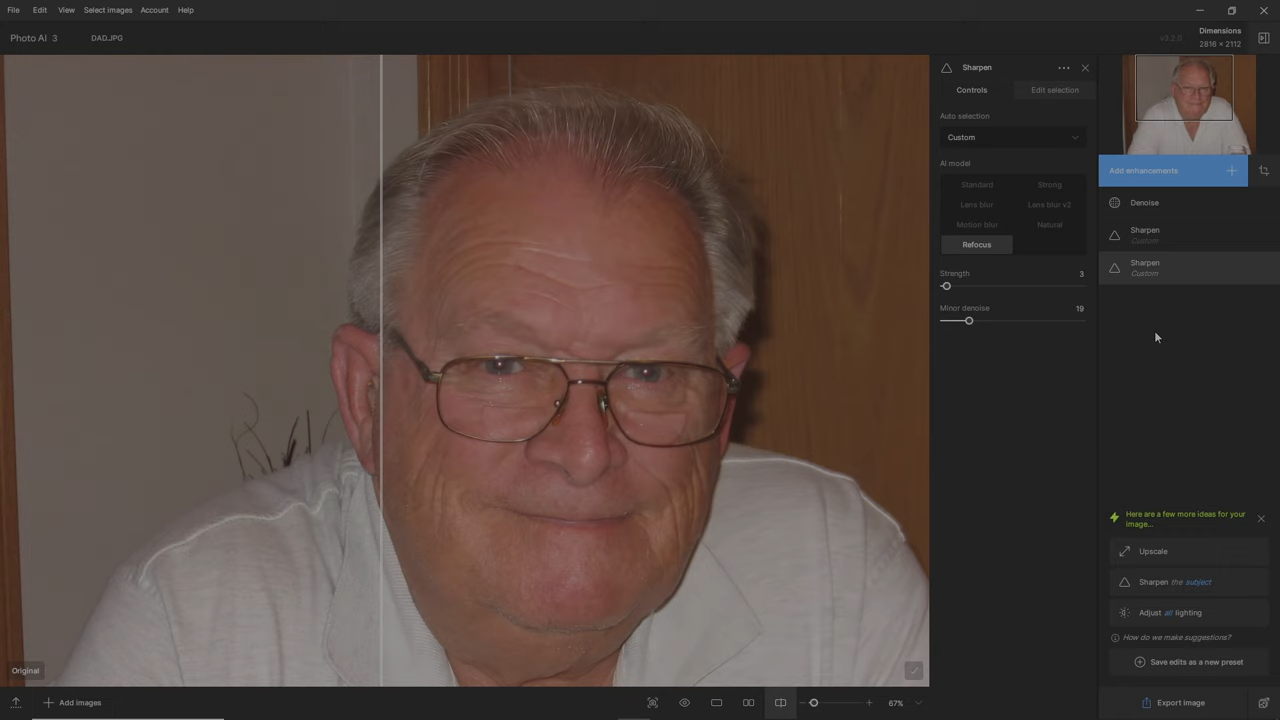 File Edit View Select images Account Help
Photo AI 3 DAD.JPG
v3.2.0
Dimensions
2816 × 2112
Sharpen
Controls Edit selection
Auto selection
Custom
AI model
Standard Strong
Lens blur Lens blur v2
Motion blur Natural
Refocus
Strength 3
Minor denoise 19
Add enhancements
Denoise
Sharpen
Custom
Sharpen
Custom
Here are a few more ideas for your
image...
Upscale
Sharpen the subject
Adjust all lighting
How do we make suggestions?
Save edits as a new preset
Original
Add images
67%
Export image